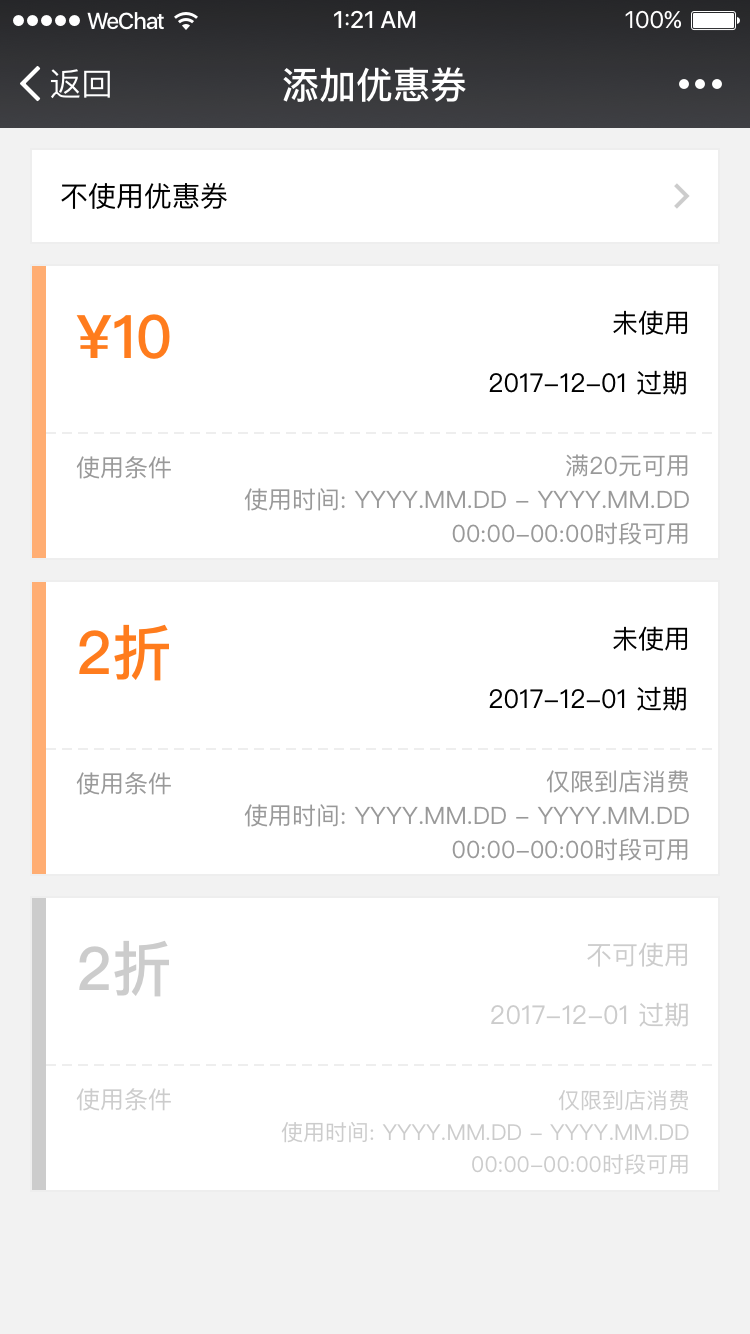 WeChat 1:21 AM 100%
返回 添加优惠券
不使用优惠券
¥10 未使用
2017-12-01 过期
使用条件 满20元可用
使用时间: YYYY.MM.DD - YYYY.MM.DD
00:00-00:00时段可用
2折 未使用
2017-12-01 过期
使用条件 仅限到店消费
使用时间: YYYY.MM.DD - YYYY.MM.DD
00:00-00:00时段可用
2折 不可使用
2017-12-01 过期
使用条件 仅限到店消费
使用时间: YYYY.MM.DD - YYYY.MM.DD
00:00-00:00时段可用